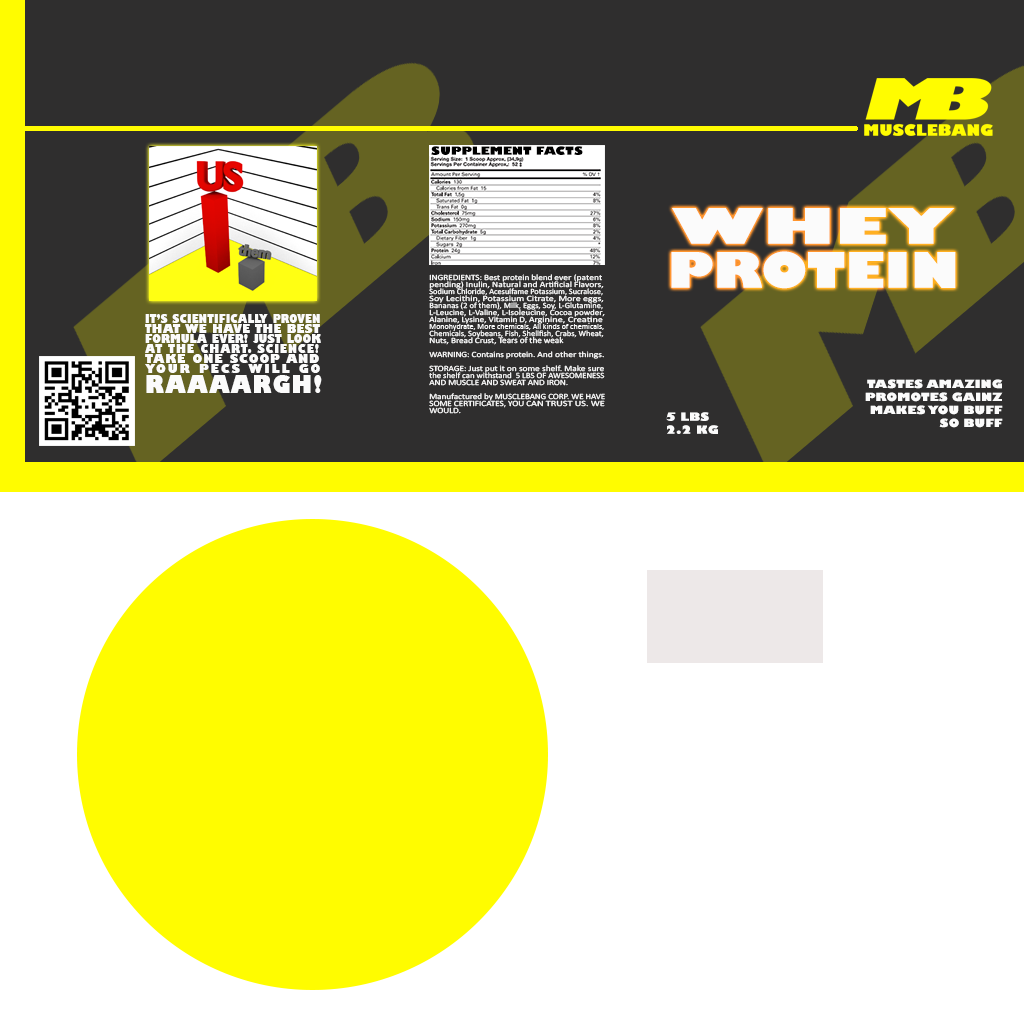 MB
MUSCLEBANG
US
them
IT'S SCIENTIFICALLY PROVEN
THAT WE HAVE THE BEST
FORMULA EVER! JUST LOOK
AT THE CHART. SCIENCE!
TAKE ONE SCOOP AND
YOUR PECS WILL GO
RAAAAARGH!
SUPPLEMENT FACTS
Serving Size: 1 Scoop Approx, (34,9g)
Servings Per Container Approx,: 52 ‡
Amount Per Serving % DV †
Calories 130
Calories from Fat 15
Total Fat 1,5g 4%
Saturated Fat 1g 8%
Trans Fat 0g
Cholesterol 75mg 27%
Sodium 150mg 6%
Potassium 270mg 8%
Total Carbohydrate 5g 2%
Dietary Fiber 1g 4%
Sugars 2g *
Protein 24g 48%
Calcium 12%
Iron 7%
INGREDIENTS: Best protein blend ever (patent
pending) Inulin, Natural and Artificial Flavors,
Sodium Chloride, Acesulfame Potassium, Sucralose,
Soy Lecithin, Potassium Citrate, More eggs,
Bananas (2 of them), Milk, Eggs, Soy, L-Glutamine,
L-Leucine, L-Valine, L-Isoleucine, Cocoa powder,
Alanine, Lysine, Vitamin D, Arginine, Creatine
Monohydrate, More chemicals, All kinds of chemicals,
Chemicals, Soybeans, Fish, Shellfish, Crabs, Wheat,
Nuts, Bread Crust, Tears of the weak
WARNING: Contains protein. And other things.
STORAGE: Just put it on some shelf. Make sure
the shelf can withstand 5 LBS OF AWESOMENESS
AND MUSCLE AND SWEAT AND IRON.
Manufactured by MUSCLEBANG CORP. WE HAVE
SOME CERTIFICATES, YOU CAN TRUST US. WE
WOULD.
WHEY
PROTEIN
5 LBS
2.2 KG
TASTES AMAZING
PROMOTES GAINZ
MAKES YOU BUFF
SO BUFF